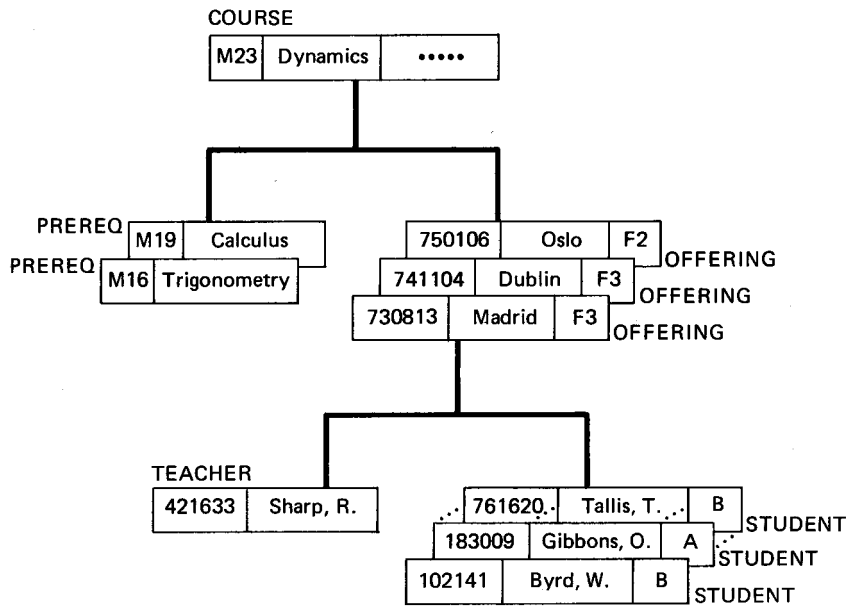 COURSE
M23 Dynamics •••••
PREREQ M19 Calculus
750106 Oslo F2 OFFERING
PREREQ M16 Trigonometry
741104 Dublin F3 OFFERING
730813 Madrid F3 OFFERING
TEACHER
421633 Sharp, R.
761620 Tallis, T. B STUDENT
183009 Gibbons, O. A STUDENT
102141 Byrd, W. B STUDENT